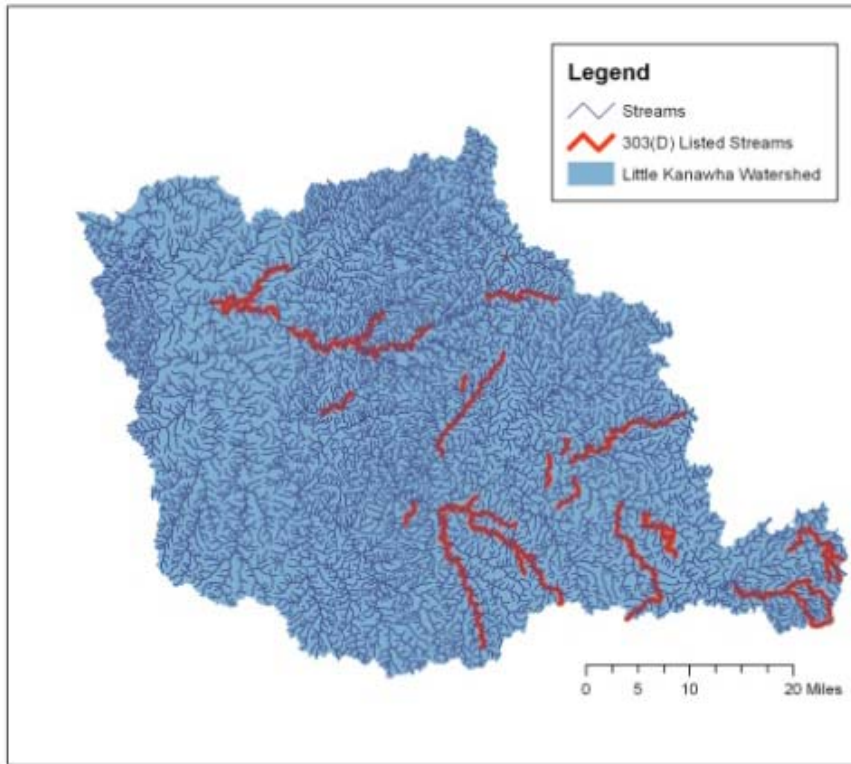 Legend
Streams
303(D) Listed Streams
Little Kanawha Watershed
0 5 10 20 Miles